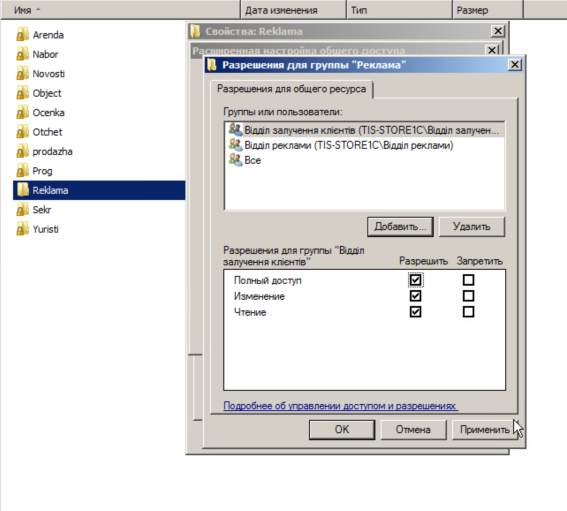 Имя
Дата изменения
Тип
Размер
Arenda
Nabor
Novosti
Object
Ocenka
Otchet
prodazha
Prog
Reklama
Sekr
Yuristi
Свойства: Reklama
Расширенная настройка общего доступа
Разрешения для группы "Реклама"
Разрешения для общего ресурса
Группы или пользователи:
Відділ залучення клієнтів (TIS-STORE1C\Відділ залучен...
Відділ реклами (TIS-STORE1C\Відділ реклами)
Все
Добавить...
Удалить
Разрешения для группы "Відділ
залучення клієнтів"
Разрешить
Запретить
Полный доступ
Изменение
Чтение
Подробнее об управлении доступом и разрешениях
OK
Отмена
Применить